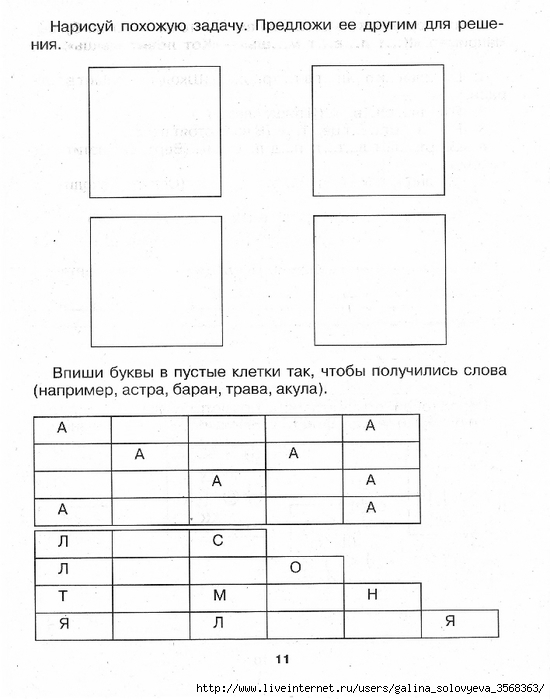 Нарисуй похожую задачу. Предложи ее другим для реше-
ния.
Впиши буквы в пустые клетки так, чтобы получились слова
(например, астра, баран, трава, акула).
А А
А А
А А
А А
Л С
Л О
Т М Н
Я Л Я
11
http://www.liveinternet.ru/users/galina_solovyeva_3568363/